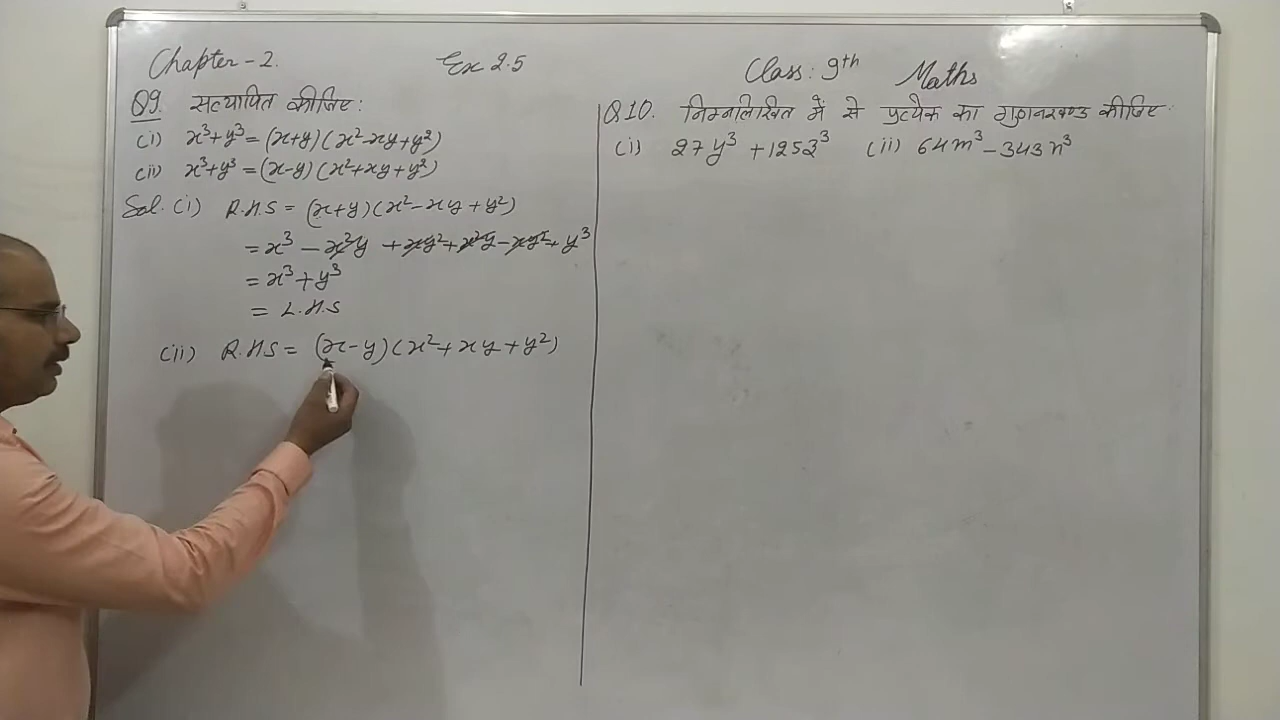 Chapter - 2. Ex 2.5 Class: 9th Maths
Q9. सत्यापित कीजिए:
(i) x³+y³=(x+y)(x²-xy+y²)
(ii) x³+y³=(x-y)(x²+xy+y²)
Sol. (i) R.H.S = (x+y)(x²-xy+y²)
= x³ - x²y + xy² + x²y - xy² + y³
= x³+y³
= L.H.S
(ii) R.H.S = (x-y)(x²+xy+y²)
Q10. निम्नलिखित में से प्रत्येक का गुणनखण्ड कीजिए:
(i) 27y³ + 125z³ (ii) 64m³ - 343n³